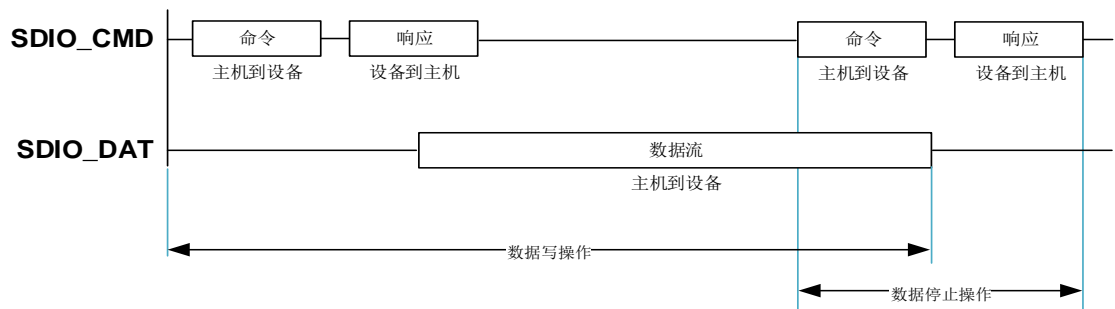 SDIO_CMD 命令 响应 命令 响应
主机到设备 设备到主机 主机到设备 设备到主机
SDIO_DAT 数据流
主机到设备
数据写操作
数据停止操作